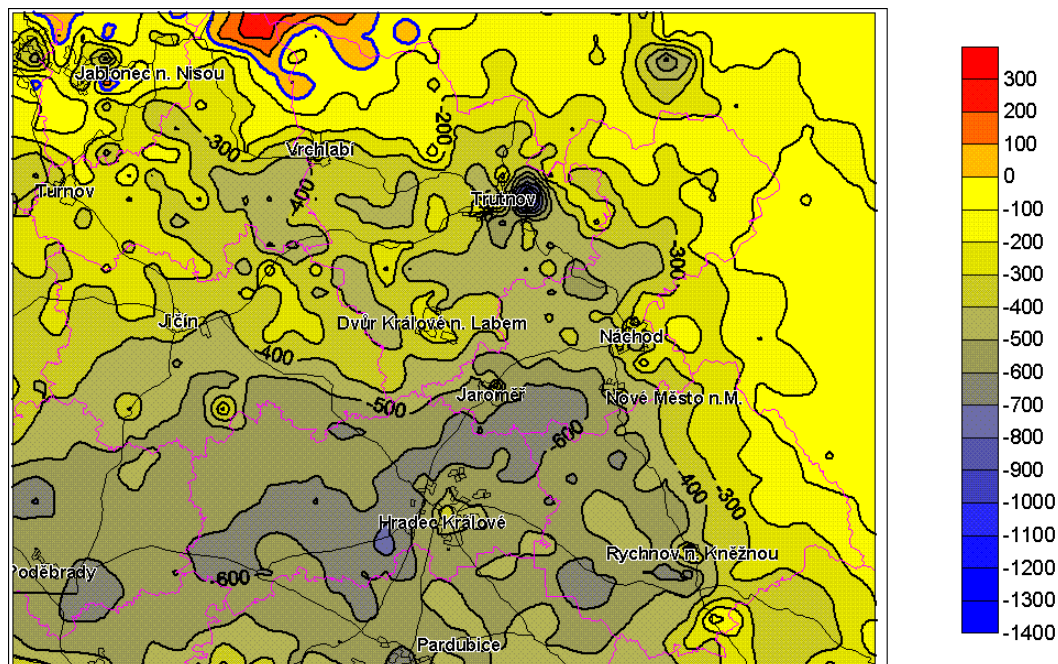 Jablonec n. Nisou
-200
-300
Vrchlabí
-400
Turnov
Trutnov
-300
Jičín
Dvůr Králové n. Labem
Náchod
-400
-500
Jaroměř
Nové Město n.M.
-600
-400
-300
Hradec Králové
Rychnov n. Kněžnou
Poděbrady
-600
Pardubice
300
200
100
0
-100
-200
-300
-400
-500
-600
-700
-800
-900
-1000
-1100
-1300
-1400